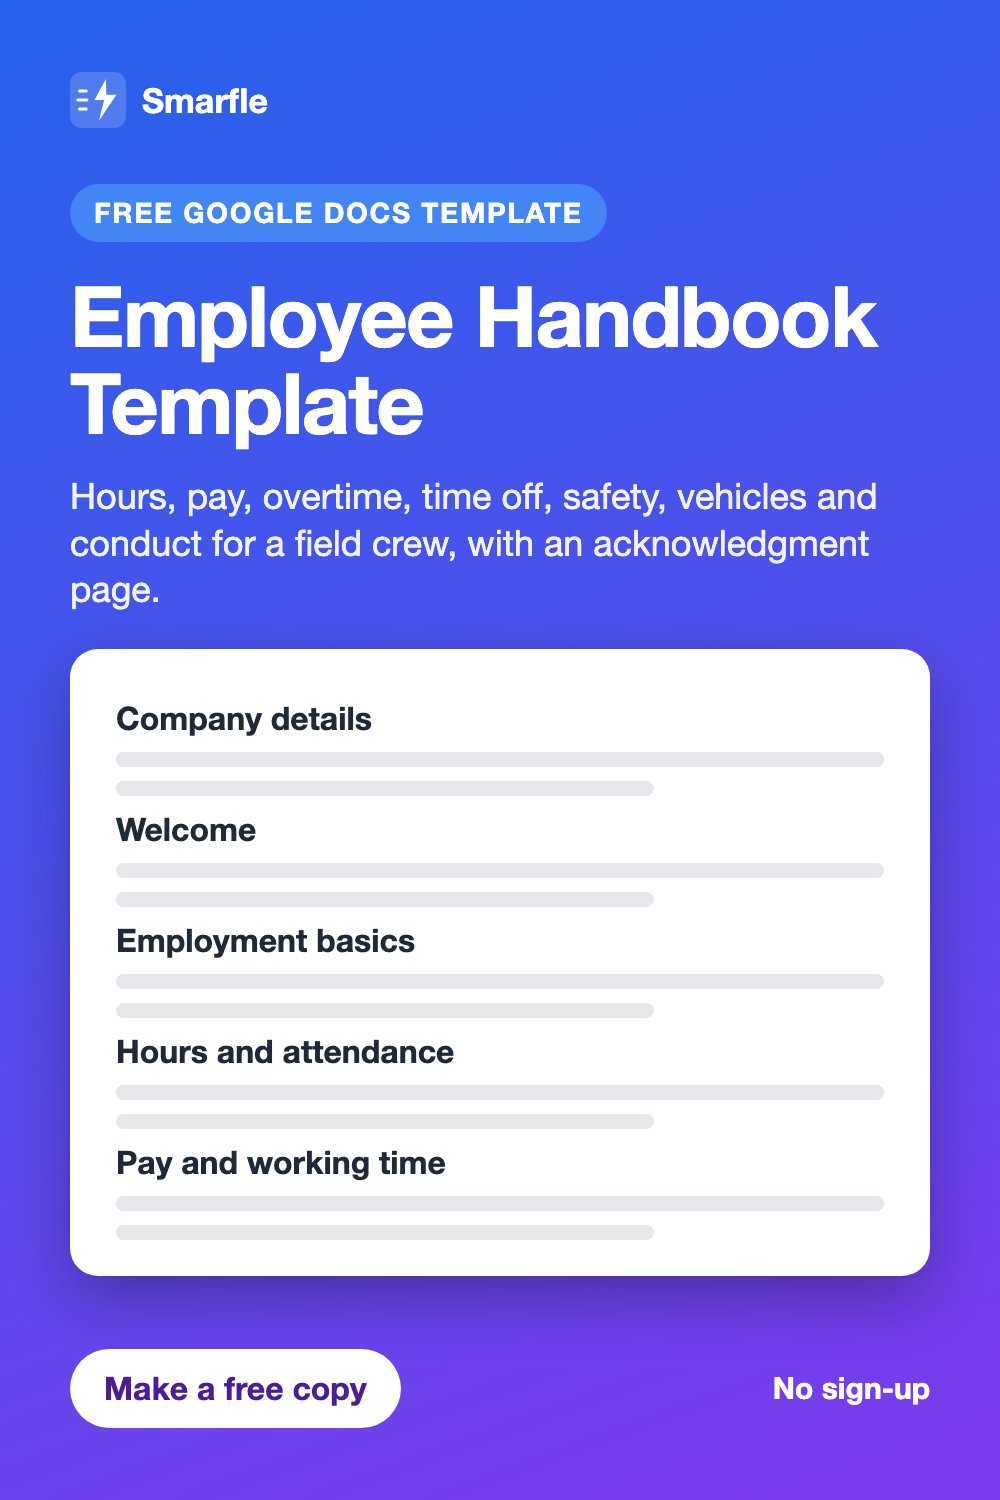 Smarfle
FREE GOOGLE DOCS TEMPLATE
Employee Handbook
Template
Hours, pay, overtime, time off, safety, vehicles and
conduct for a field crew, with an acknowledgment
page.
Company details
Welcome
Employment basics
Hours and attendance
Pay and working time
Make a free copy
No sign-up